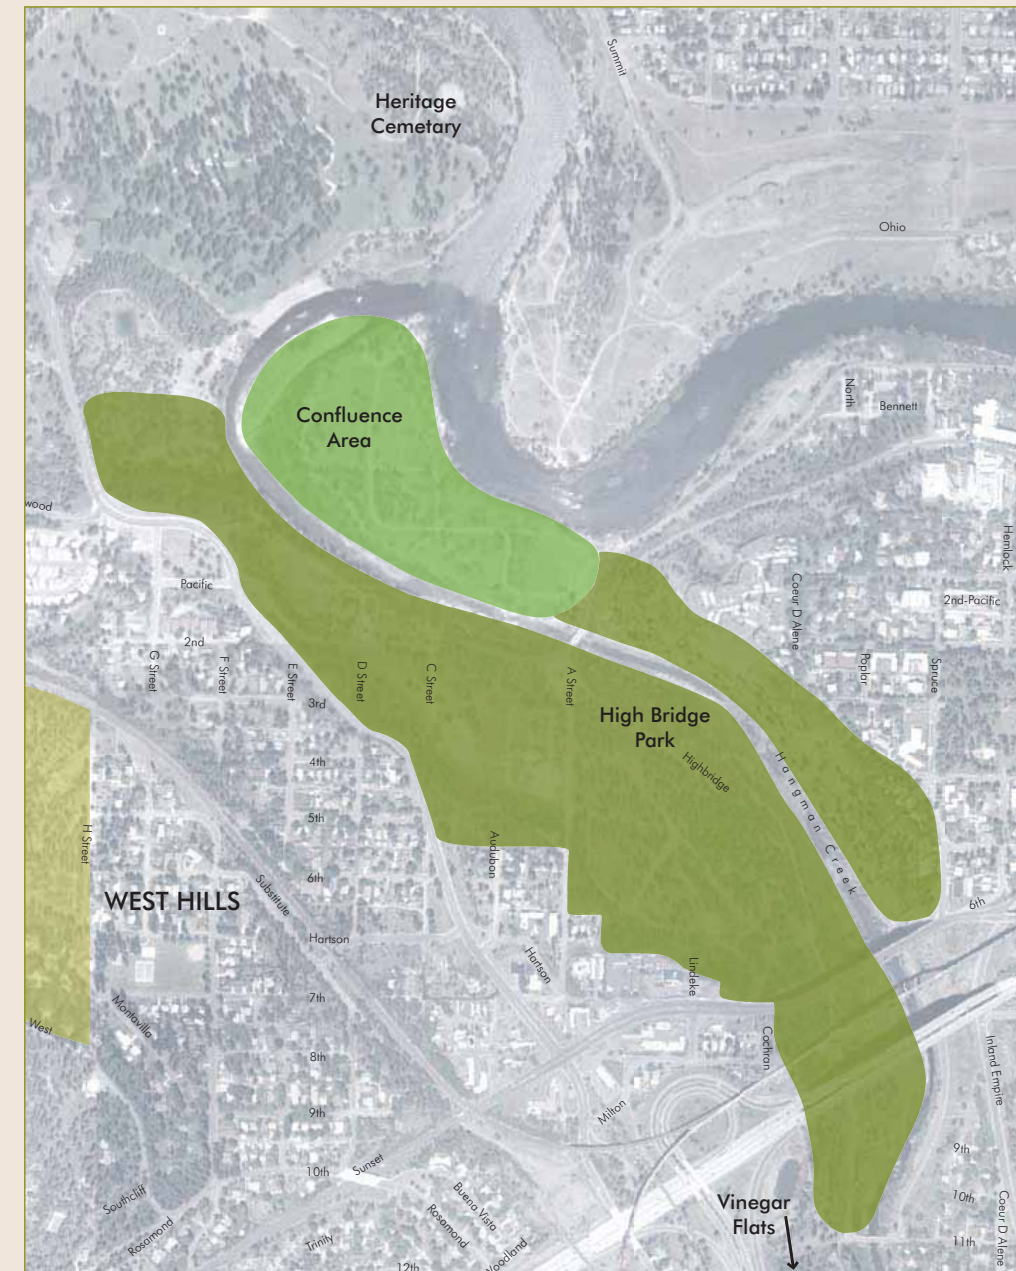 Summit
Heritage
Cemetary
Ohio
North
Bennett
Confluence
Area
wood
Hemlock
Pacific
Coeur D Alene
2nd-Pacific
2nd
G Street
F Street
E Street
D Street
C Street
A Street
Poplar
Spruce
3rd
High Bridge
Park
Highbridge
Hangman Creek
4th
5th
H Street
Audubon
6th
Substitute
WEST HILLS
6th
Hartson
Hartson
Lindeke
7th
Montavilla
West
Cochran
Inland Empire
8th
9th
Milton
9th
10th
Sunset
Southcliff
Buena Vista
Rosamond
Rosamond
Vinegar
Flats
10th
Coeur D Alene
11th
Trinity
Woodland
12th